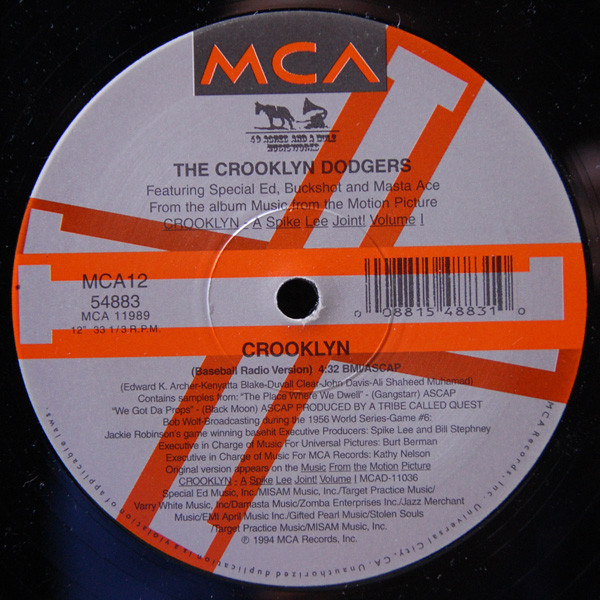 MCA
40 ACRES AND A MULE
MUSICWORKS
THE CROOKLYN DODGERS
Featuring Special Ed, Buckshot and Masta Ace
From the album Music from the Motion Picture
CROOKLYN - A Spike Lee Joint! Volume I
MCA12
54883
MCA 11989
12" 33 1/3 R.P.M.
0 08815 48831 0
CROOKLYN
(Baseball Radio Version) 4:32 BMI/ASCAP
(Edward K. Archer-Kenyatta Blake-Duvall Clear-John Davis-Ali Shaheed Muhamed)
Contains samples from: "The Place Where We Dwell" - (Gangstarr) ASCAP
"We Got Da Props" - (Black Moon) ASCAP PRODUCED BY A TRIBE CALLED QUEST
Bob Wolf-Broadcasting during the 1956 World Series-Game #6:
Jackie Robinson's game winning basehit Executive Producers: Spike Lee and Bill Stephney
Executive in Charge of Music For Universal Pictures: Burt Berman
Executive in Charge of Music For MCA Records: Kathy Nelson
Original version appears on the Music From the Motion Picture
CROOKLYN - A Spike Lee Joint! Volume I MCAD-11036
Special Ed Music, Inc./MISAM Music, Inc./Target Practice Music/
Varry White Music, Inc/Damasta Music/Zomba Enterprises Inc./Jazz Merchant
Music/EMI April Music Inc./Gifted Pearl Music/Stolen Souls
/Target Practice Music/MISAM Music, Inc.
℗ 1994 MCA Records, Inc.
MCA Records, Inc. Universal City, CA. Unauthorized duplication is a violation of applicable laws.